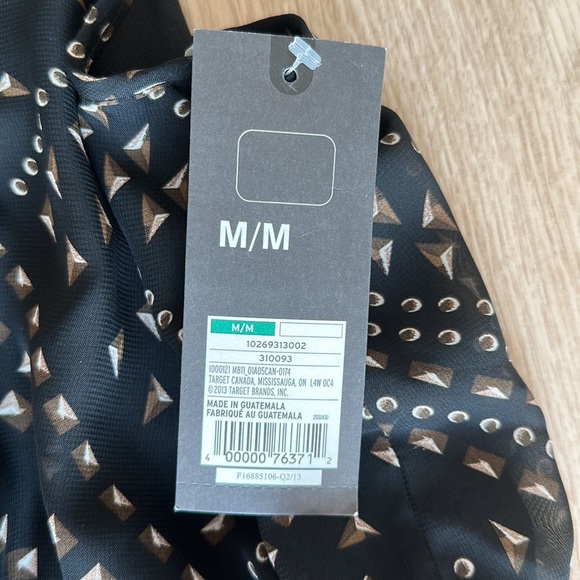 M/M
M/M
10269313002
310093
ID00121 MB11_01A05CAN-0174
TARGET CANADA, MISSISSAUGA, ON L4W 0C4
©2013 TARGET BRANDS, INC.
MADE IN GUATEMALA
FABRIQUÉ AU GUATEMALA
4 00000 76371 2
F16885106-Q2/13